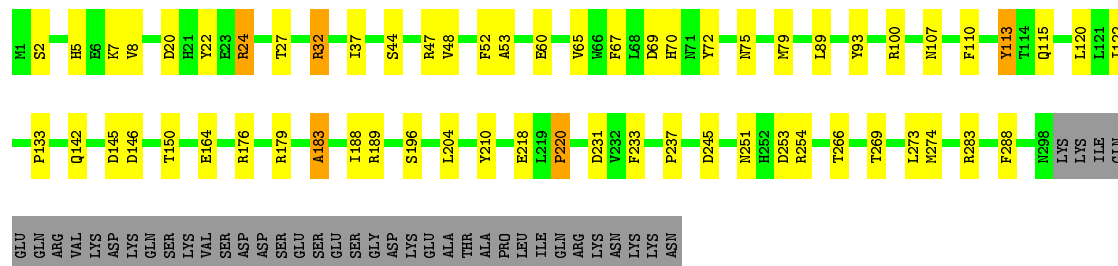 M1 S2 H5 E6 K7 V8 D20 H21 Y22 E23 R24 T27 R32 I37 S44 R47 V48 F52 A53 E60 V65 W66 F67 L68 D69 H70 N71 Y72 N75 M79 L89 Y93 R100 N107 F110 Y113 T114 Q115 L120 L121 I122
P133 Q142 D145 D146 T150 E164 R176 R179 A183 I188 R189 S196 L204 Y210 E218 L219 P220 D231 V232 F233 P237 D245 N251 H252 D253 R254 T266 T269 L273 M274 R283 F288 N298 LYS LYS ILE GLN
GLU GLN ARG VAL LYS ASP LYS GLN SER LYS VAL SER ASP ASP SER GLU SER GLU SER GLY ASP LYS GLU ALA THR ALA PRO LEU ILE GLN ARG LYS ASN LYS LYS ASN